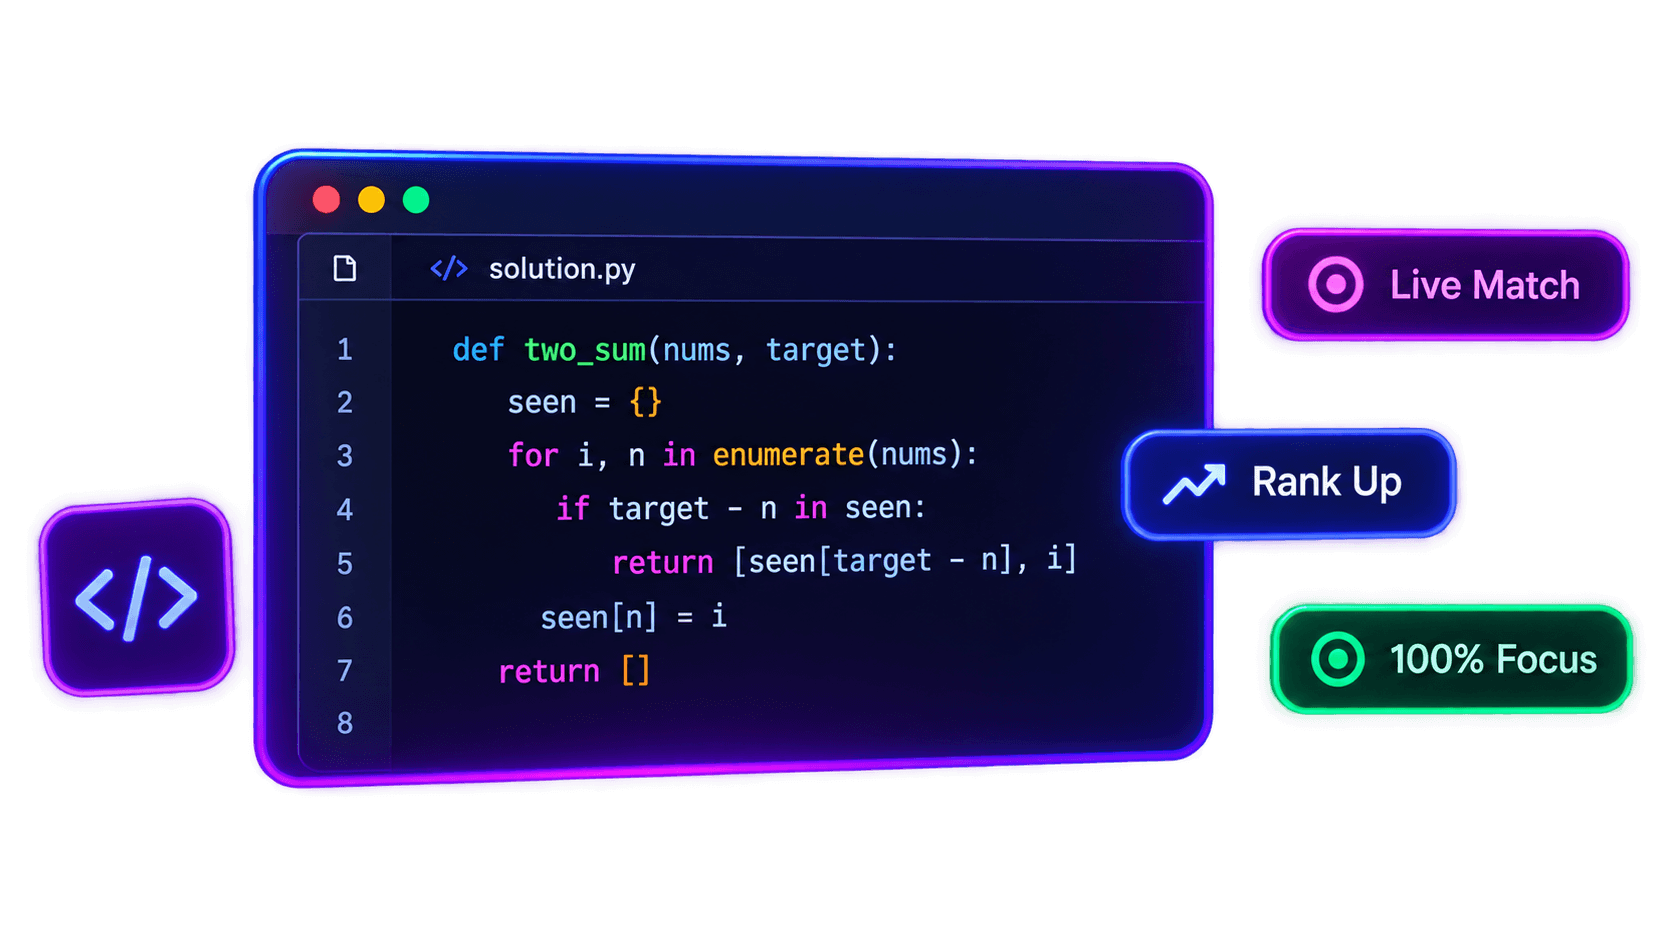 </> solution.py
1 def two_sum(nums, target):
2 seen = {}
3 for i, n in enumerate(nums):
4 if target - n in seen:
5 return [seen[target - n], i]
6 seen[n] = i
7 return []
8
</>
Live Match
Rank Up
100% Focus